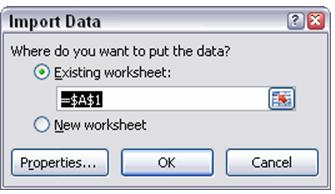 Import Data
Where do you want to put the data?
Existing worksheet:
=$A$1
New worksheet
Properties... OK Cancel